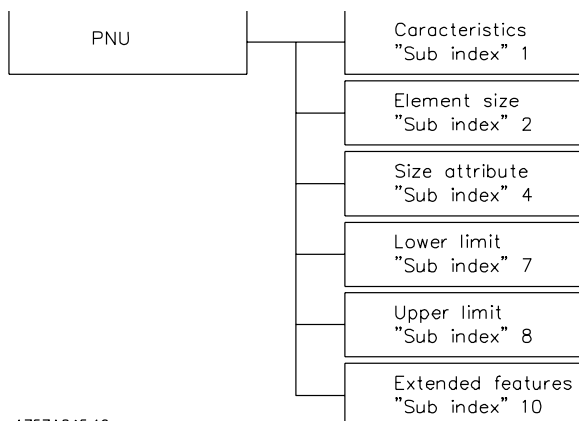 PNU
Caracteristics
"Sub index" 1
Element size
"Sub index" 2
Size attribute
"Sub index" 4
Lower limit
"Sub index" 7
Upper limit
"Sub index" 8
Extended features
"Sub index" 10